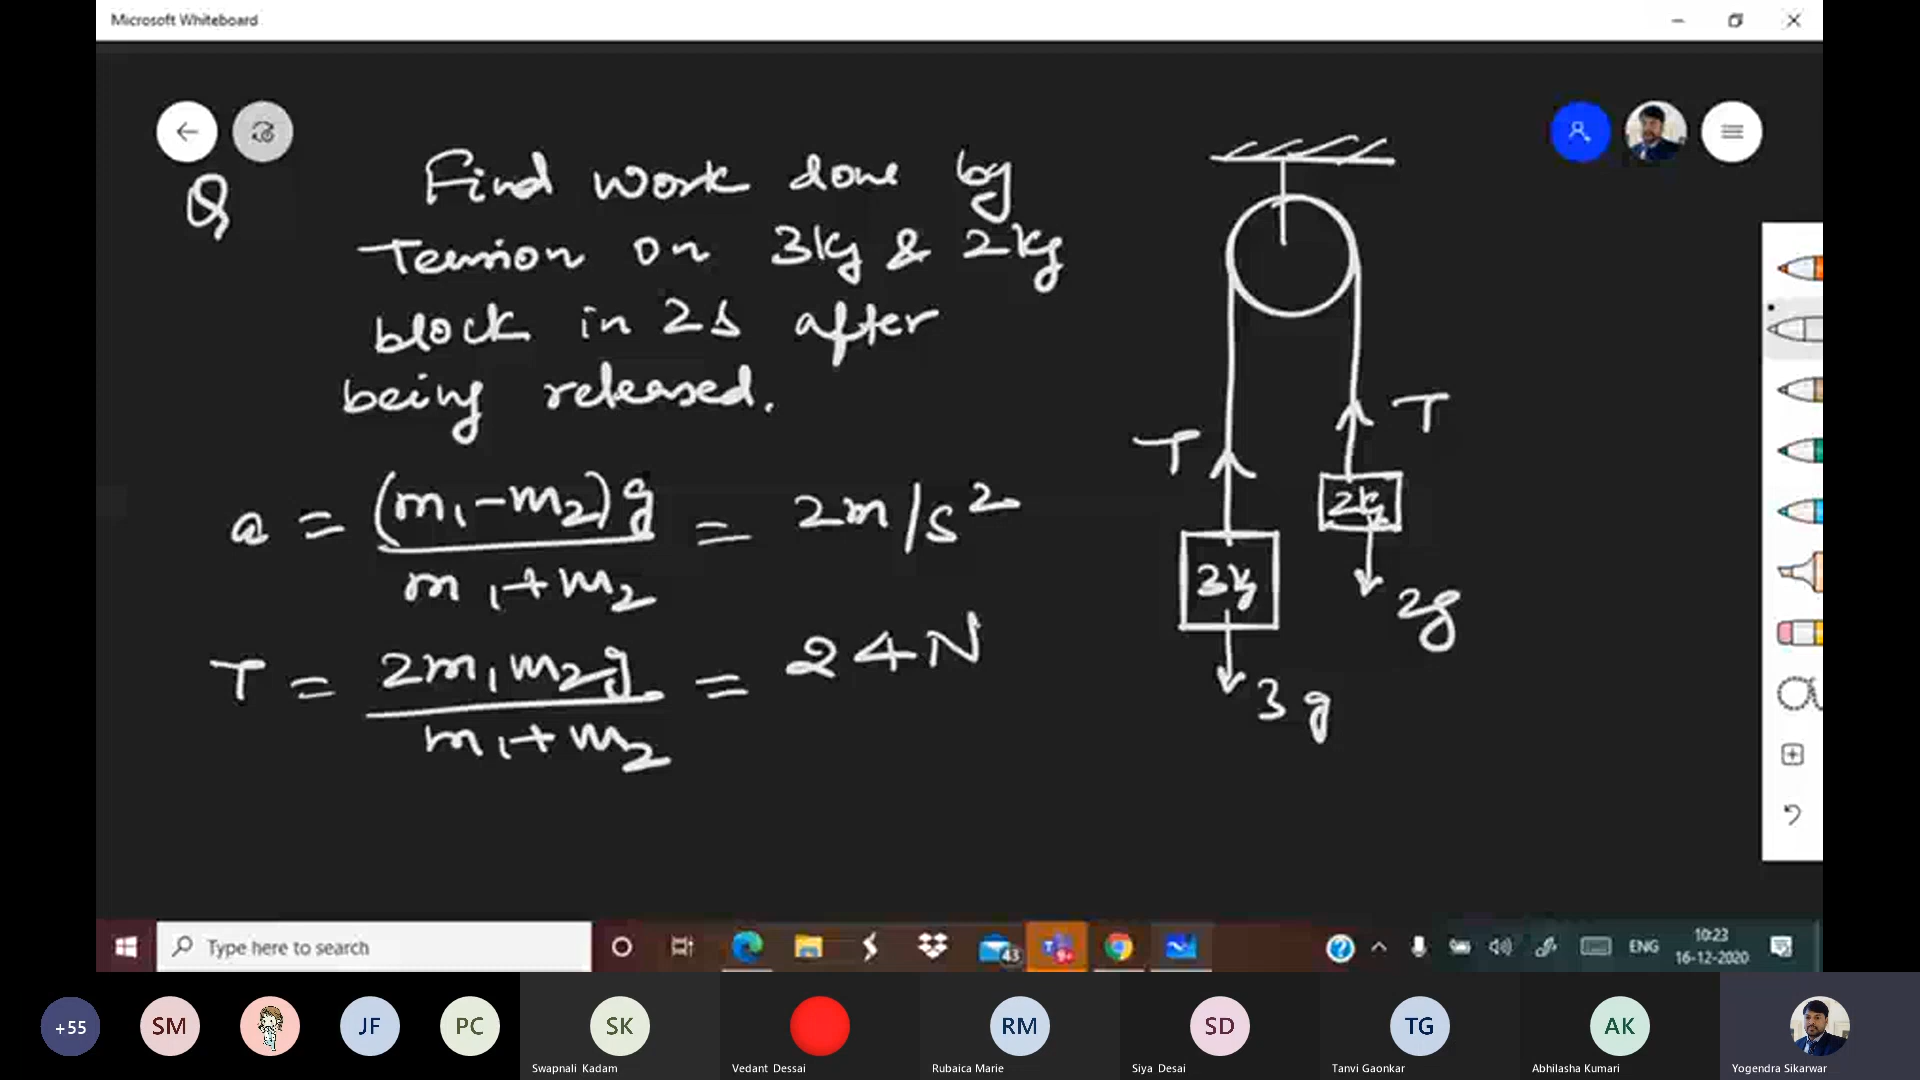 Microsoft Whiteboard
Q
Find work done by
Tension on 3kg & 2kg
block in 2s after
being released.
a = (m₁-m₂)g / m₁+m₂ = 2m/s²
T = 2m₁m₂g / m₁+m₂ = 24N
T
T
2kg
3kg
2g
3g
Type here to search
43
9+
ENG
10:23
16-12-2020
+55
SM
JF
PC
SK
RM
SD
TG
AK
Swapnali Kadam
Vedant Dessai
Rubaica Marie
Siya Desai
Tanvi Gaonkar
Abhilasha Kumari
Yogendra Sikarwar